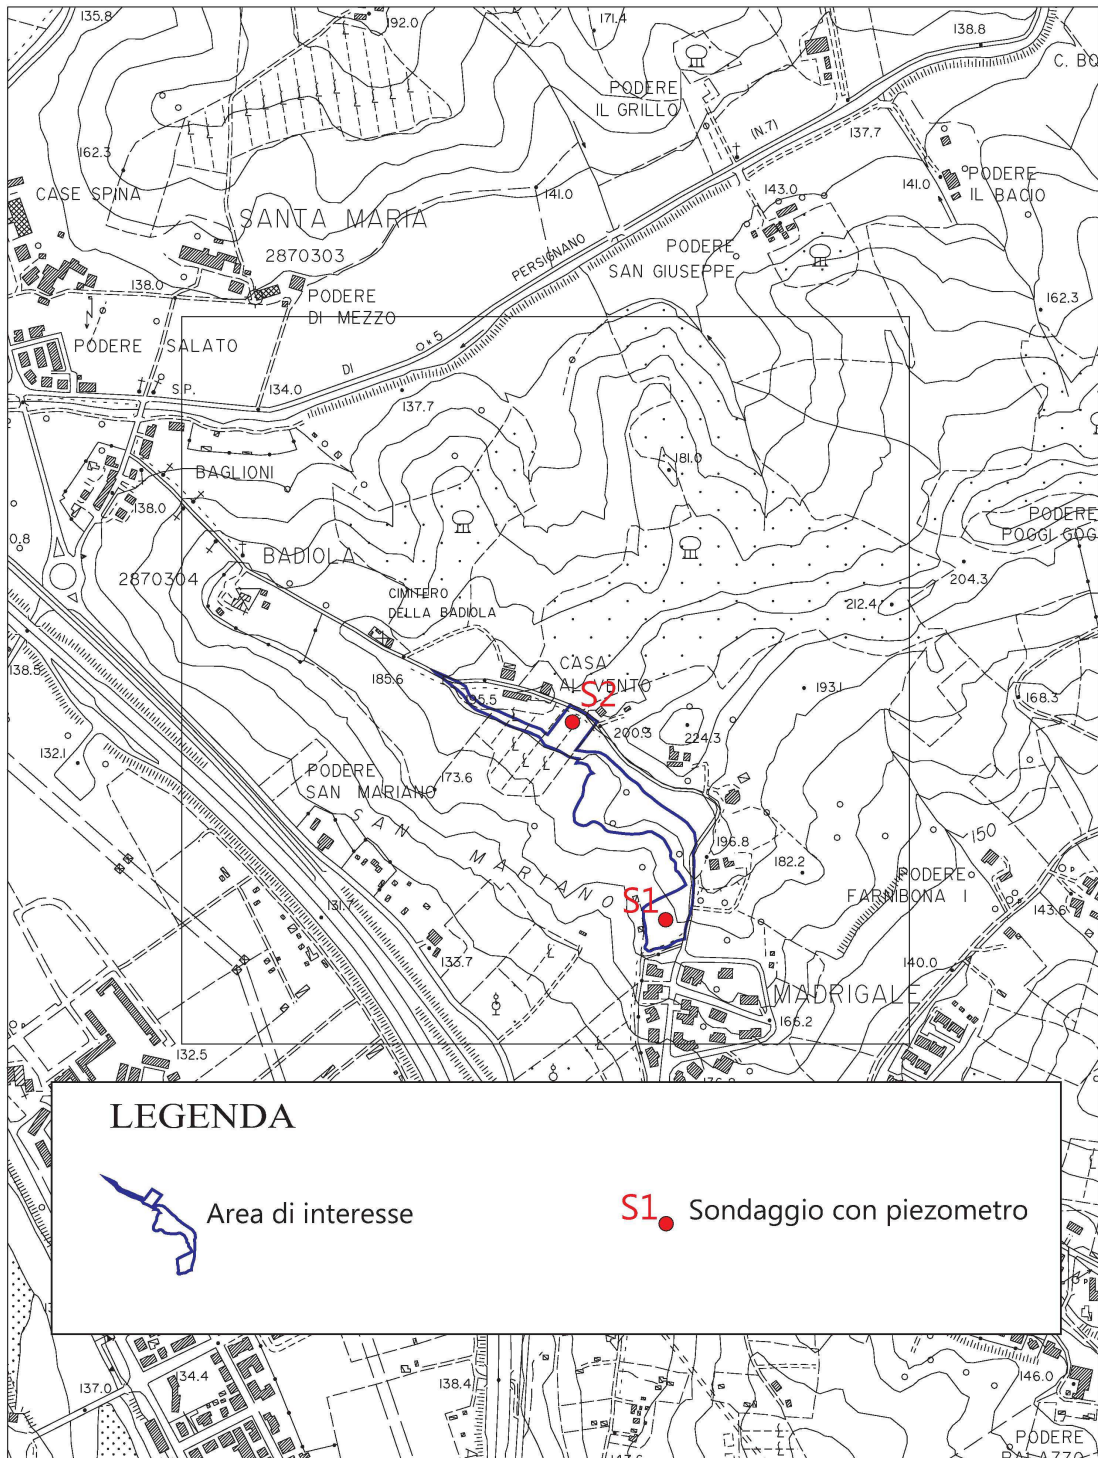 135.8
192.0
171.4
138.8
C. BO
PODERE
IL GRILLO
(N.7)
137.7
162.3
CASE SPINA
SANTA MARIA
2870303
141.0
PERSIGNANO
143.0
141.0
PODERE
IL BACIO
PODERE
SAN GIUSEPPE
138.0
PODERE
DI MEZZO
162.3
PODERE SALATO
DI
5
S.P.
134.0
137.7
181.0
BAGLIONI
138.0
PODERE
POGGI GOG
0.8
BADIOLA
2870304
204.3
CIMITERO
DELLA BADIOLA
212.4
138.5
185.6
CASA
AL VENTO
195.5
S2
193.1
168.3
200.3
224.3
132.1
PODERE
SAN MARIANO
173.6
SAN MARIANO
150
196.8
182.2
PODERE
FARNIBONA I
S1
131.7
143.6
133.7
140.0
MADRIGALE
166.2
132.5
LEGENDA
Area di interesse
S1
Sondaggio con piezometro
137.0
134.4
138.4
146.0
PODERE